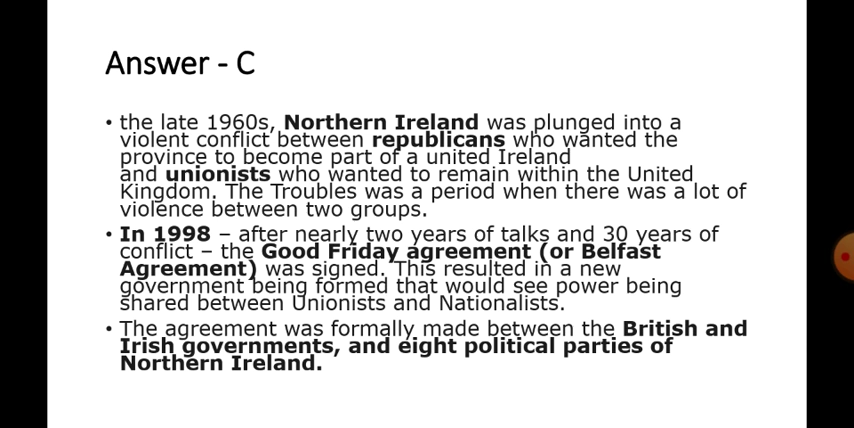 Answer - C
• the late 1960s, Northern Ireland was plunged into a
violent conflict between republicans who wanted the
province to become part of a united Ireland
and unionists who wanted to remain within the United
Kingdom. The Troubles was a period when there was a lot of
violence between two groups.
• In 1998 – after nearly two years of talks and 30 years of
conflict – the Good Friday agreement (or Belfast
Agreement) was signed. This resulted in a new
government being formed that would see power being
shared between Unionists and Nationalists.
• The agreement was formally made between the British and
Irish governments, and eight political parties of
Northern Ireland.